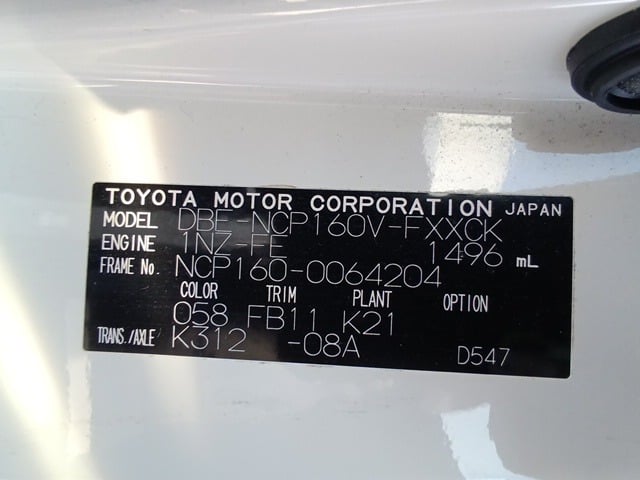 TOYOTA MOTOR CORPORATION JAPAN
MODEL DBE-NCP160V-FXXCK
ENGINE 1NZ-FE 1496 mL
FRAME No. NCP160-0064204
COLOR TRIM PLANT OPTION
058 FB11 K21
TRANS./AXLE K312 -08A D547